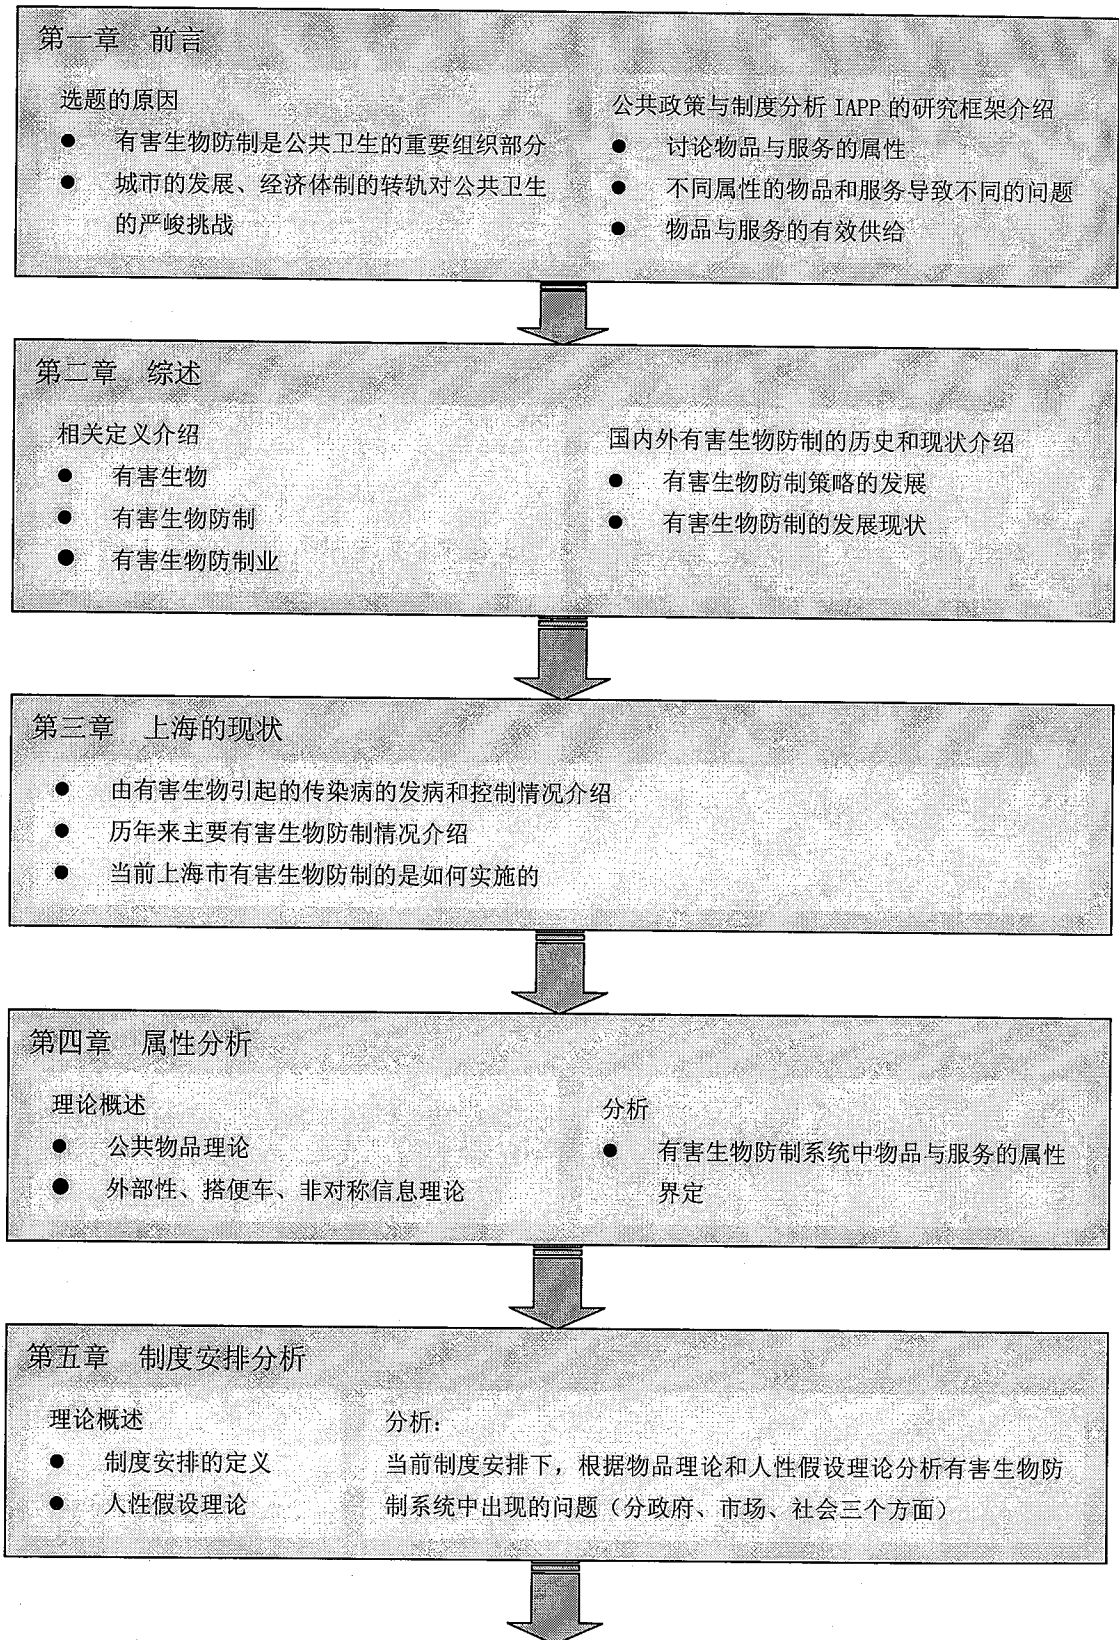 第一章 前言
选题的原因
● 有害生物防制是公共卫生的重要组织部分
● 城市的发展、经济体制的转轨对公共卫生
的严峻挑战
公共政策与制度分析 IAPP 的研究框架介绍
● 讨论物品与服务的属性
● 不同属性的物品和服务导致不同的问题
● 物品与服务的有效供给
第二章 综述
相关定义介绍
● 有害生物
● 有害生物防制
● 有害生物防制业
国内外有害生物防制的历史和现状介绍
● 有害生物防制策略的发展
● 有害生物防制的发展现状
第三章 上海的现状
● 由有害生物引起的传染病的发病和控制情况介绍
● 历年来主要有害生物防制情况介绍
● 当前上海市有害生物防制的是如何实施的
第四章 属性分析
理论概述
● 公共物品理论
● 外部性、搭便车、非对称信息理论
分析
● 有害生物防制系统中物品与服务的属性
界定
第五章 制度安排分析
理论概述
● 制度安排的定义
● 人性假设理论
分析：
当前制度安排下，根据物品理论和人性假设理论分析有害生物防
制系统中出现的问题（分政府、市场、社会三个方面）